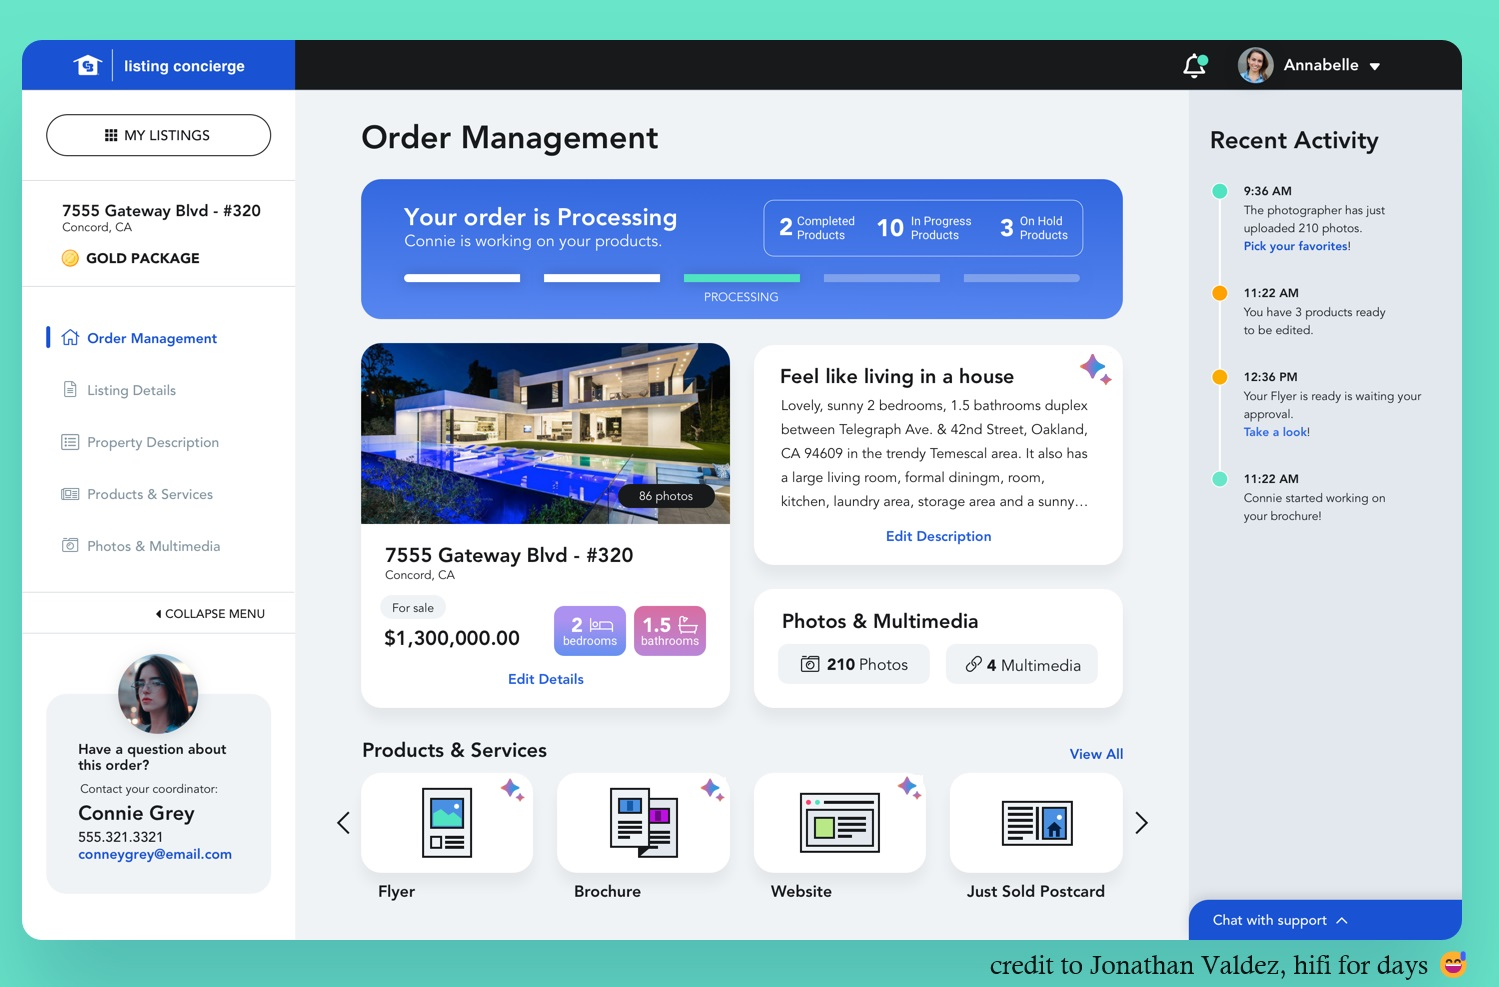 listing concierge
Annabelle
MY LISTINGS
7555 Gateway Blvd - #320
Concord, CA
GOLD PACKAGE
Order Management
Listing Details
Property Description
Products & Services
Photos & Multimedia
COLLAPSE MENU
Have a question about
this order?
Contact your coordinator:
Connie Grey
555.321.3321
conneygrey@email.com
Order Management
Your order is Processing
Connie is working on your products.
2 Completed
Products
10 In Progress
Products
3 On Hold
Products
PROCESSING
86 photos
7555 Gateway Blvd - #320
Concord, CA
For sale
$1,300,000.00
2
bedrooms
1.5
bathrooms
Edit Details
Feel like living in a house
Lovely, sunny 2 bedrooms, 1.5 bathrooms duplex
between Telegraph Ave. & 42nd Street, Oakland,
CA 94609 in the trendy Temescal area. It also has
a large living room, formal diningm, room,
kitchen, laundry area, storage area and a sunny…
Edit Description
Photos & Multimedia
210 Photos
4 Multimedia
Products & Services
View All
Flyer
Brochure
Website
Just Sold Postcard
Recent Activity
9:36 AM
The photographer has just
uploaded 210 photos.
Pick your favorites!
11:22 AM
You have 3 products ready
to be edited.
12:36 PM
Your Flyer is ready is waiting your
approval.
Take a look!
11:22 AM
Connie started working on
your brochure!
Chat with support
credit to Jonathan Valdez, hifi for days 😅